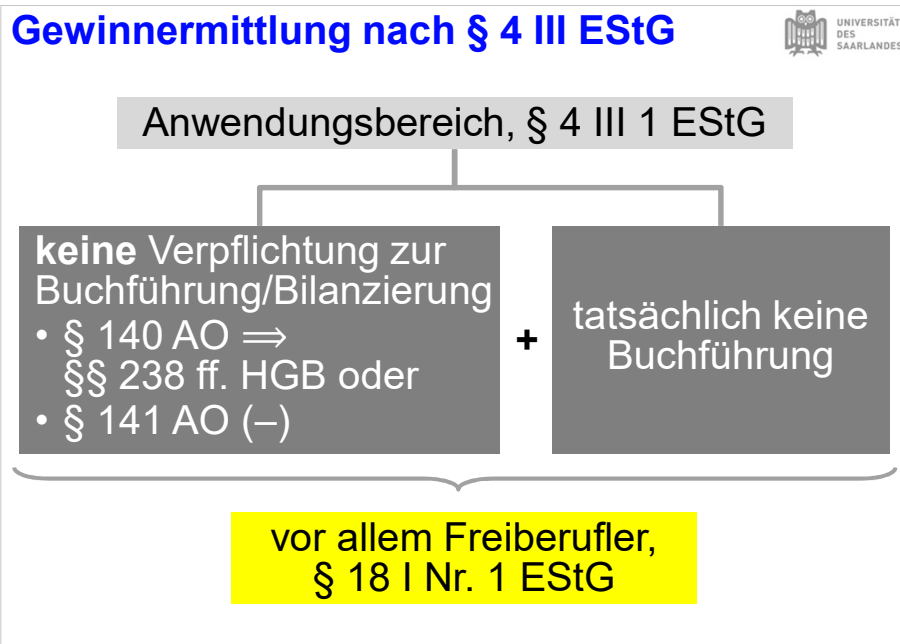 Gewinnermittlung nach § 4 III EStG
UNIVERSITÄT
DES
SAARLANDES
Anwendungsbereich, § 4 III 1 EStG
keine Verpflichtung zur
Buchführung/Bilanzierung
• § 140 AO ⟹
§§ 238 ff. HGB oder
• § 141 AO (–)
+
tatsächlich keine
Buchführung
vor allem Freiberufler,
§ 18 I Nr. 1 EStG